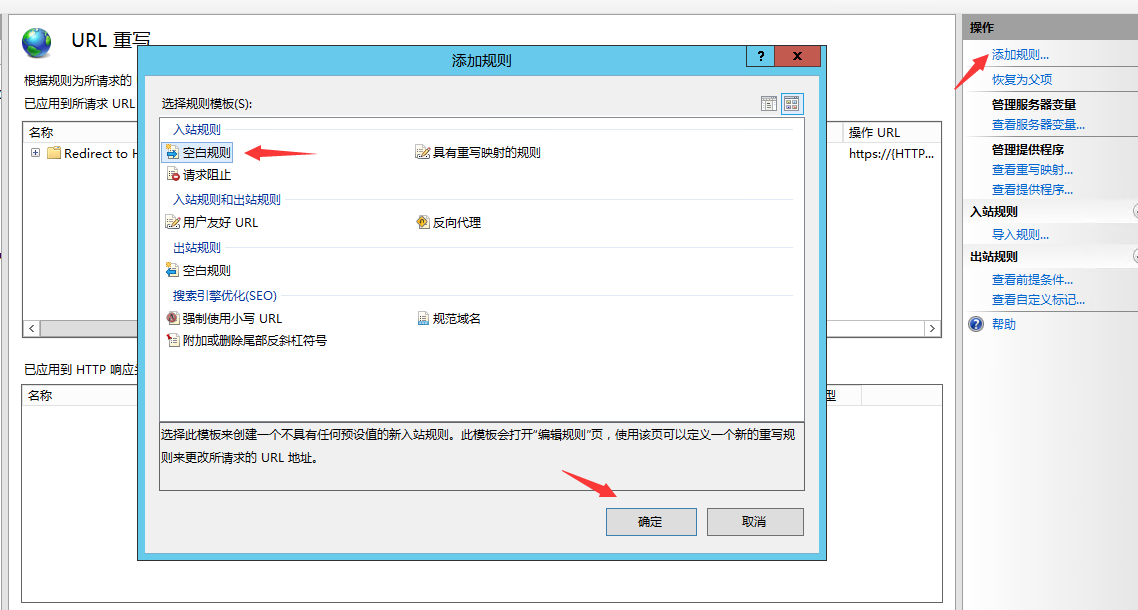 URL 重写
根据规则为所请求的
已应用到所请求 URL
名称
操作 URL
Redirect to H
https://{HTTP...
已应用到 HTTP 响应
名称
型
添加规则
?
x
选择规则模板(S):
入站规则
空白规则
具有重写映射的规则
请求阻止
入站规则和出站规则
用户友好 URL
反向代理
出站规则
空白规则
搜索引擎优化(SEO)
强制使用小写 URL
规范域名
附加或删除尾部反斜杠符号
选择此模板来创建一个不具有任何预设值的新入站规则。此模板会打开“编辑规则”页，使用该页可以定义一个新的重写规
则来更改所请求的 URL 地址。
确定
取消
操作
添加规则...
恢复为父项
管理服务器变量
查看服务器变量...
管理提供程序
查看重写映射...
查看提供程序...
入站规则
导入规则...
出站规则
查看前提条件...
查看自定义标记...
帮助